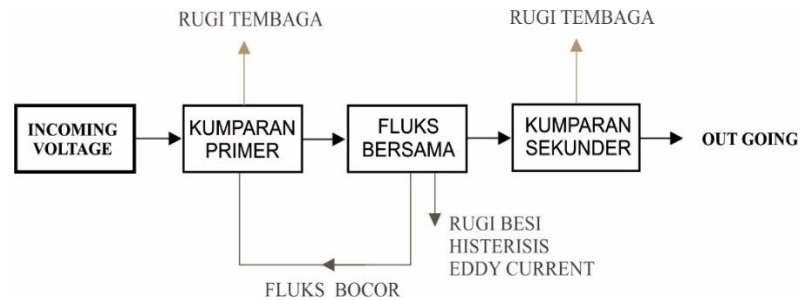 RUGI TEMBAGA
RUGI TEMBAGA
INCOMING
VOLTAGE
KUMPARAN
PRIMER
FLUKS
BERSAMA
KUMPARAN
SEKUNDER
OUT GOING
RUGI BESI
HISTERISIS
EDDY CURRENT
FLUKS BOCOR